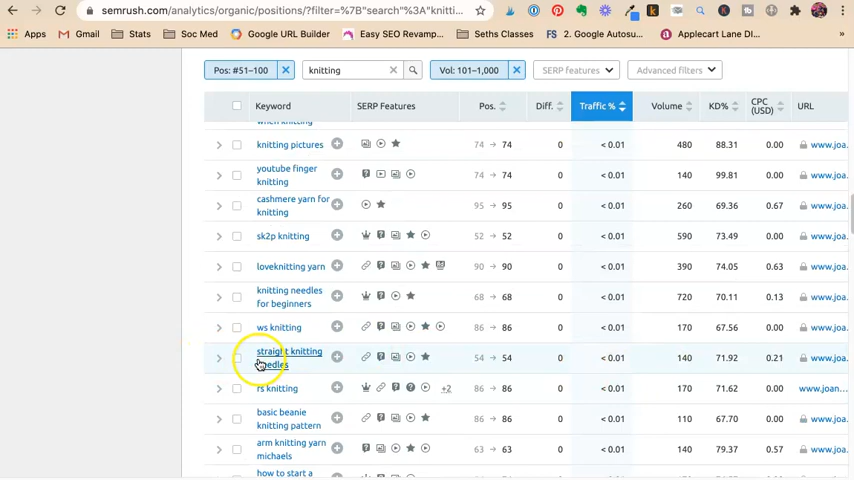 semrush.com/analytics/organic/positions/?filter=%7B"search"%3A"knitti...
Apps Gmail Stats Soc Med Google URL Builder Easy SEO Revamp... Seths Classes 2. Google Autosu... Applecart Lane DI...
Pos: #51–100 knitting Vol: 101–1,000 SERP features Advanced filters
Keyword SERP Features Pos. Diff. Traffic % Volume KD% CPC (USD) URL
when knitting
knitting pictures 74 → 74 0 < 0.01 480 88.31 0.00 www.joa.
youtube finger
knitting 74 → 74 0 < 0.01 140 99.81 0.00 www.joa.
cashmere yarn for
knitting 95 → 95 0 < 0.01 260 69.36 0.67 www.joa.
sk2p knitting 52 → 52 0 < 0.01 590 73.49 0.00 www.joa.
loveknitting yarn 90 → 90 0 < 0.01 390 74.05 0.63 www.joa.
knitting needles
for beginners 68 → 68 0 < 0.01 720 70.11 0.13 www.joa.
ws knitting 86 → 86 0 < 0.01 170 67.56 0.00 www.joa.
straight knitting
needles 54 → 54 0 < 0.01 140 71.92 0.21 www.joa.
rs knitting +2 86 → 86 0 < 0.01 170 71.62 0.00 www.joan...
basic beanie
knitting pattern 86 → 86 0 < 0.01 110 67.70 0.00 www.joa.
arm knitting yarn
michaels 63 → 63 0 < 0.01 140 79.37 0.57 www.joa.
how to start a